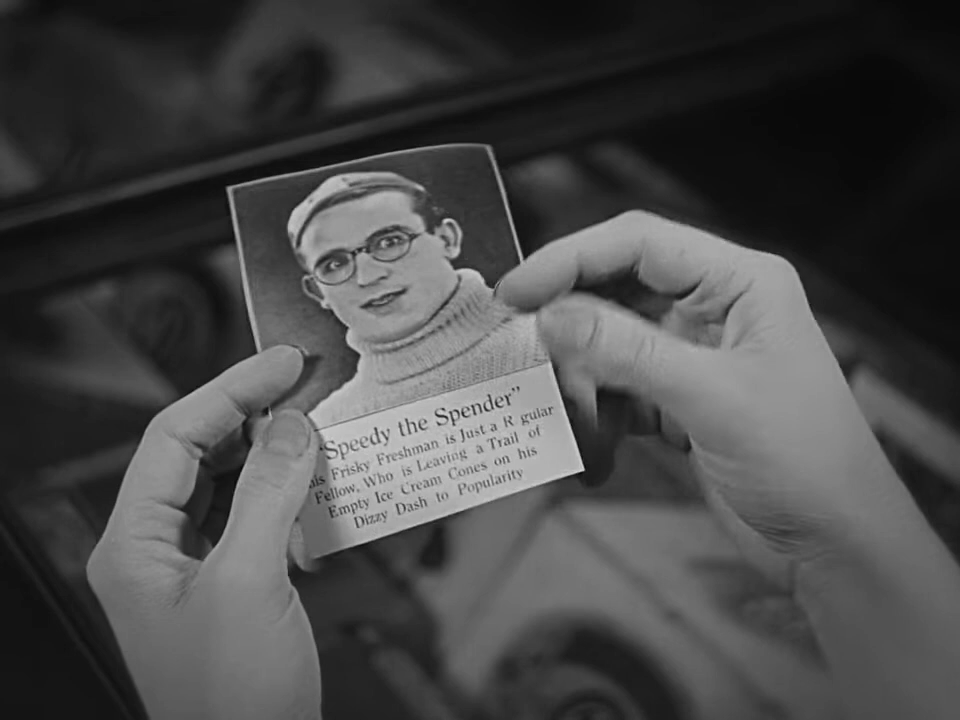 "Speedy the Spender"
his Frisky Freshman is Just a R gular
Fellow, Who is Leaving a Trail of
Empty Ice Cream Cones on his
Dizzy Dash to Popularity